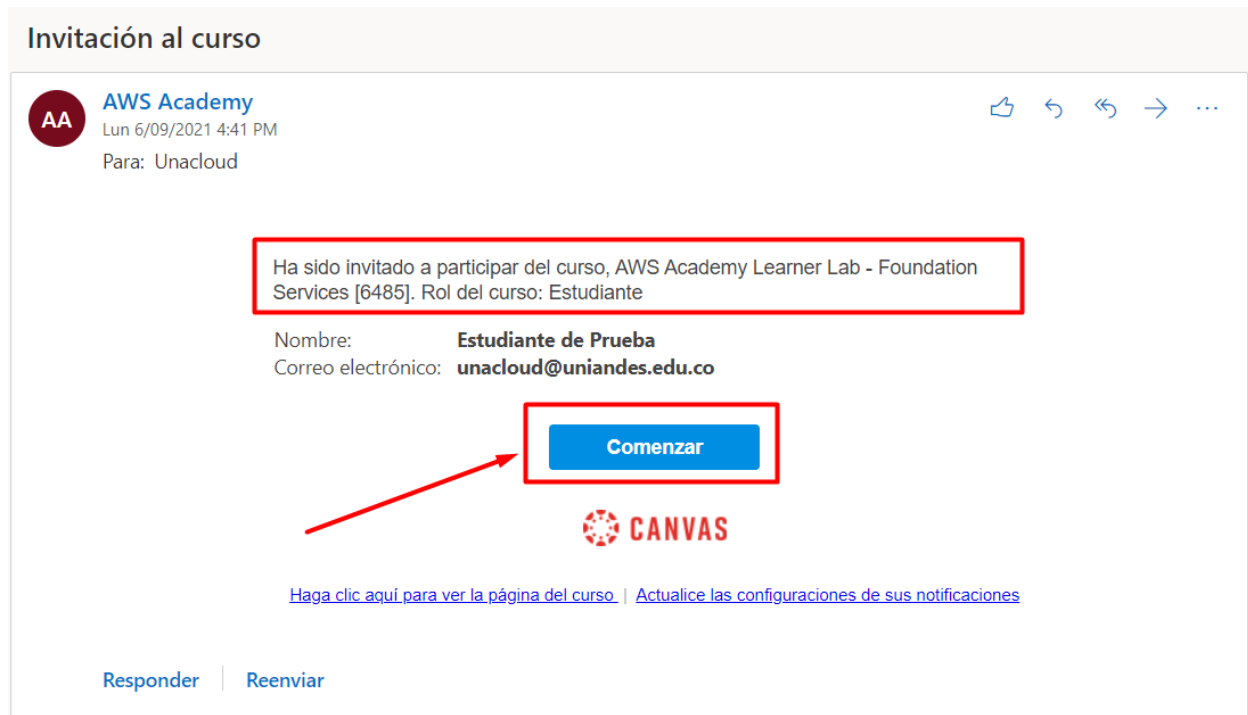 Invitación al curso
AA
AWS Academy
Lun 6/09/2021 4:41 PM
Para: Unacloud
Ha sido invitado a participar del curso, AWS Academy Learner Lab - Foundation
Services [6485]. Rol del curso: Estudiante
Nombre: Estudiante de Prueba
Correo electrónico: unacloud@uniandes.edu.co
Comenzar
CANVAS
Haga clic aquí para ver la página del curso | Actualice las configuraciones de sus notificaciones
Responder Reenviar